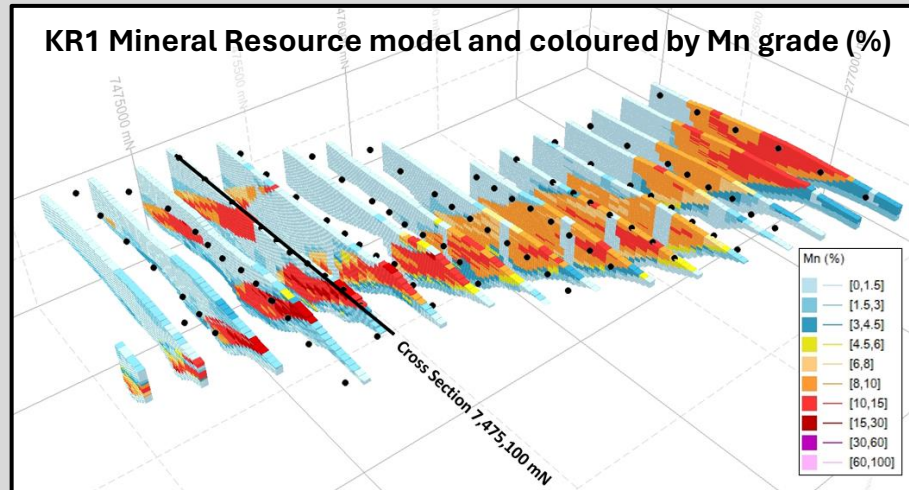 KR1 Mineral Resource model and coloured by Mn grade (%)
7475000 mN
277000
Cross Section 7,475,100 mN
Mn (%)
[0,1.5]
[1.5,3]
[3,4.5]
[4.5,6]
[6,8]
[8,10]
[10,15]
[15,30]
[30,60]
[60,100]